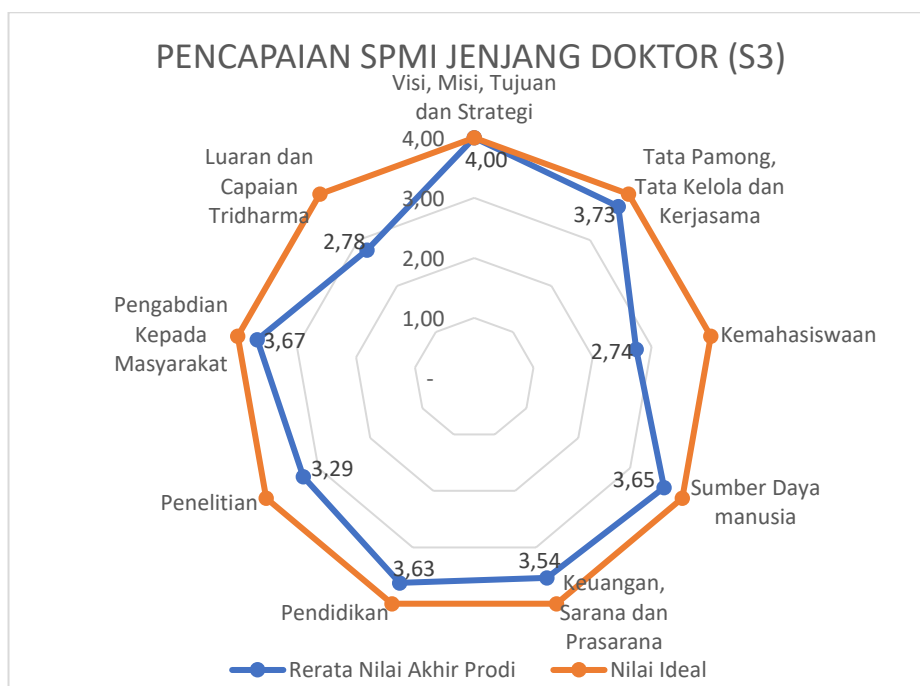 PENCAPAIAN SPMI JENJANG DOKTOR (S3)
Visi, Misi, Tujuan
dan Strategi
4,00
4,00
Luaran dan
Capaian
Tridharma
Tata Pamong,
Tata Kelola dan
Kerjasama
3,00
3,73
2,78
2,00
Pengabdian
Kepada
Masyarakat
3,67
1,00
2,74
Kemahasiswaan
-
3,29
3,65
Sumber Daya
manusia
Penelitian
3,63
3,54
Pendidikan
Keuangan,
Sarana dan
Prasarana
Rerata Nilai Akhir Prodi
Nilai Ideal